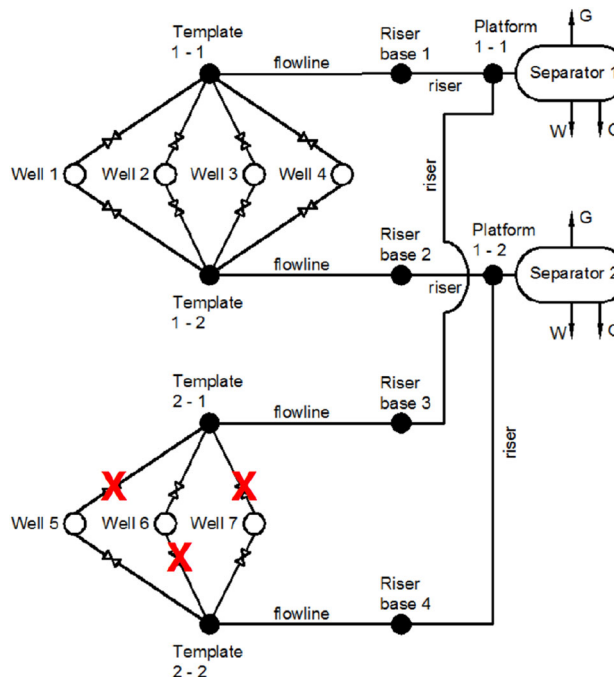 Template
1 - 1
Riser
base 1
Platform
1 - 1
G
flowline
riser
Separator 1
W
O
Well 1
Well 2
Well 3
Well 4
riser
Riser
base 2
Platform
1 - 2
G
flowline
riser
Separator 2
W
O
Template
1 - 2
Template
2 - 1
Riser
base 3
flowline
riser
X
X
Well 5
Well 6
Well 7
X
Riser
base 4
flowline
Template
2 - 2